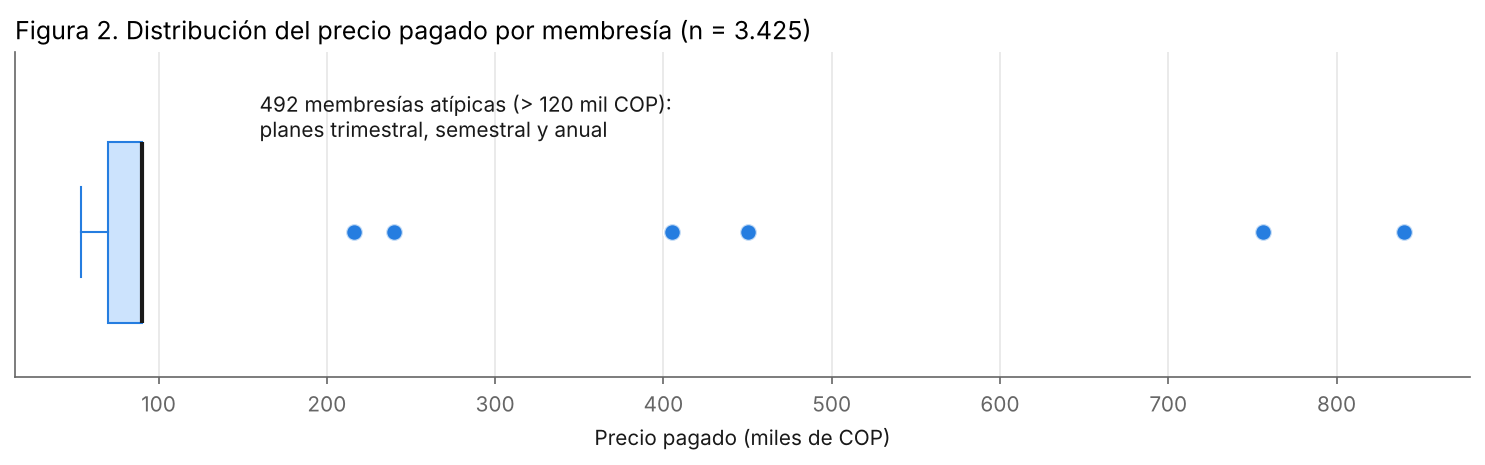 Figura 2. Distribución del precio pagado por membresía (n = 3.425)
492 membresías atípicas (> 120 mil COP):
planes trimestral, semestral y anual
100 200 300 400 500 600 700 800
Precio pagado (miles de COP)